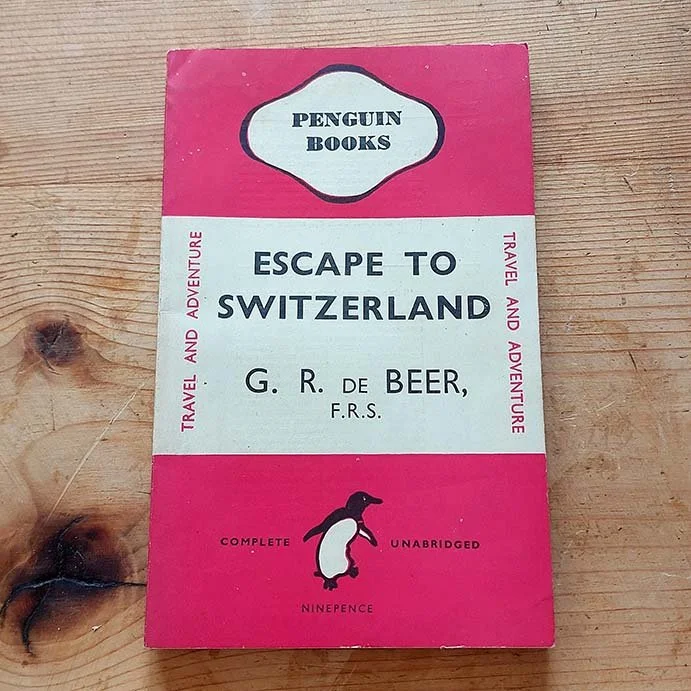 PENGUIN
BOOKS
TRAVEL AND ADVENTURE
ESCAPE TO
SWITZERLAND
G. R. DE BEER,
F.R.S.
TRAVEL AND ADVENTURE
COMPLETE UNABRIDGED
NINEPENCE